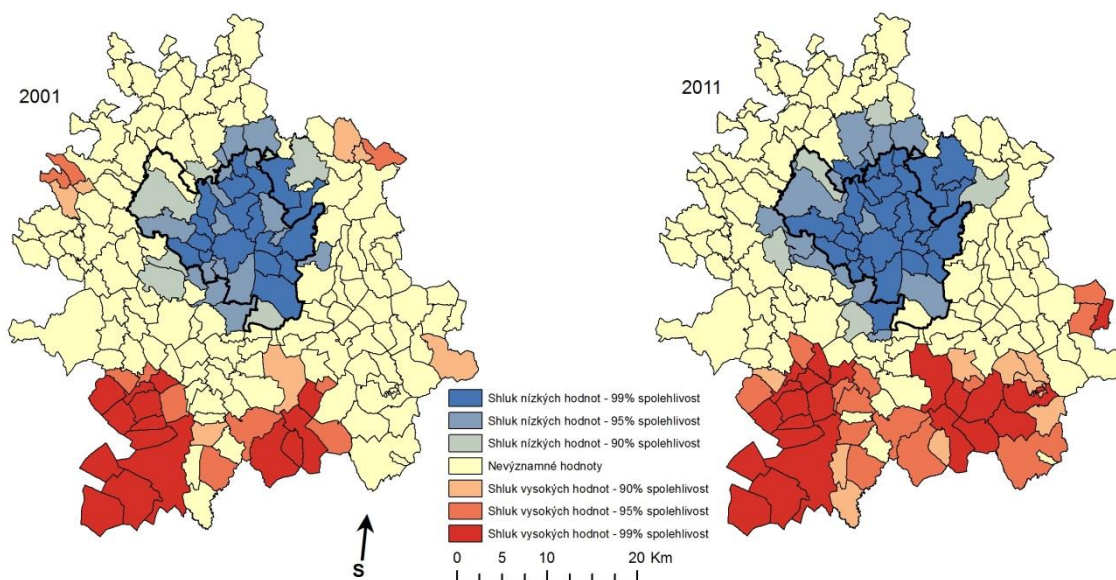 2001
2011
Shluk nízkých hodnot - 99% spolehlivost
Shluk nízkých hodnot - 95% spolehlivost
Shluk nízkých hodnot - 90% spolehlivost
Nevýznamné hodnoty
Shluk vysokých hodnot - 90% spolehlivost
Shluk vysokých hodnot - 95% spolehlivost
Shluk vysokých hodnot - 99% spolehlivost
S
0 5 10 20 Km